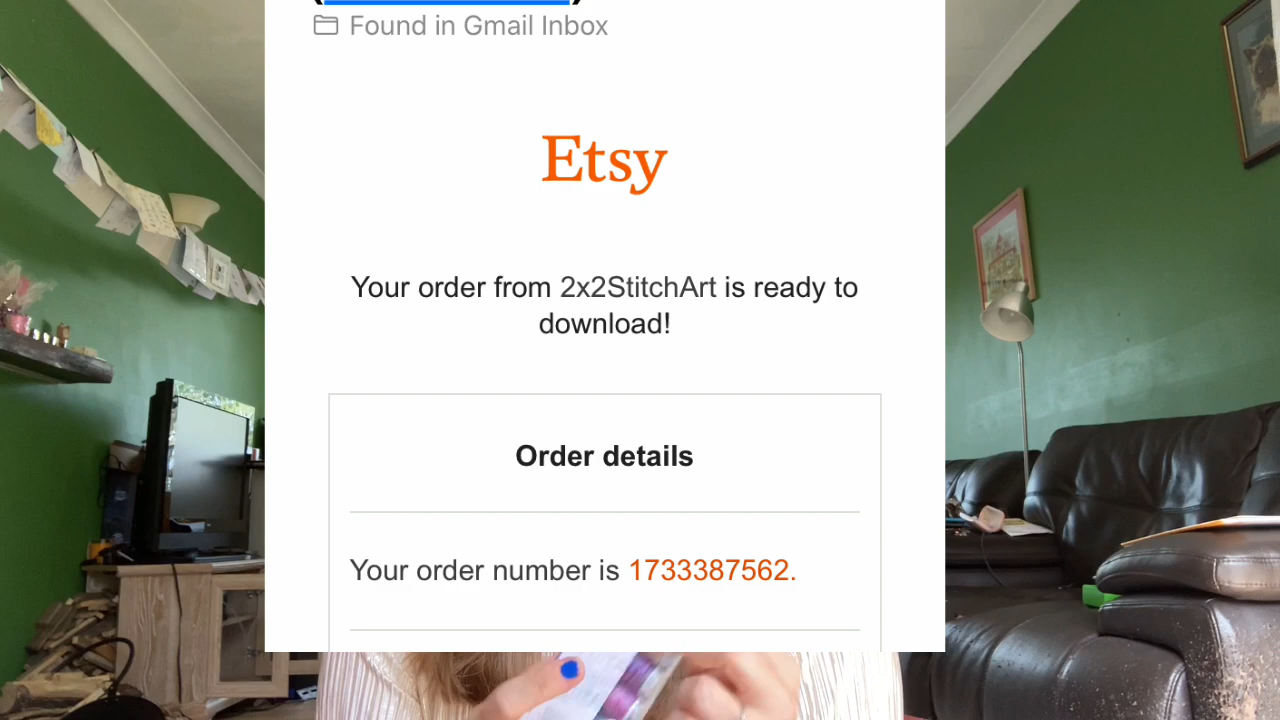 Found in Gmail Inbox
Etsy
Your order from 2x2StitchArt is ready to
download!
Order details
Your order number is 1733387562.